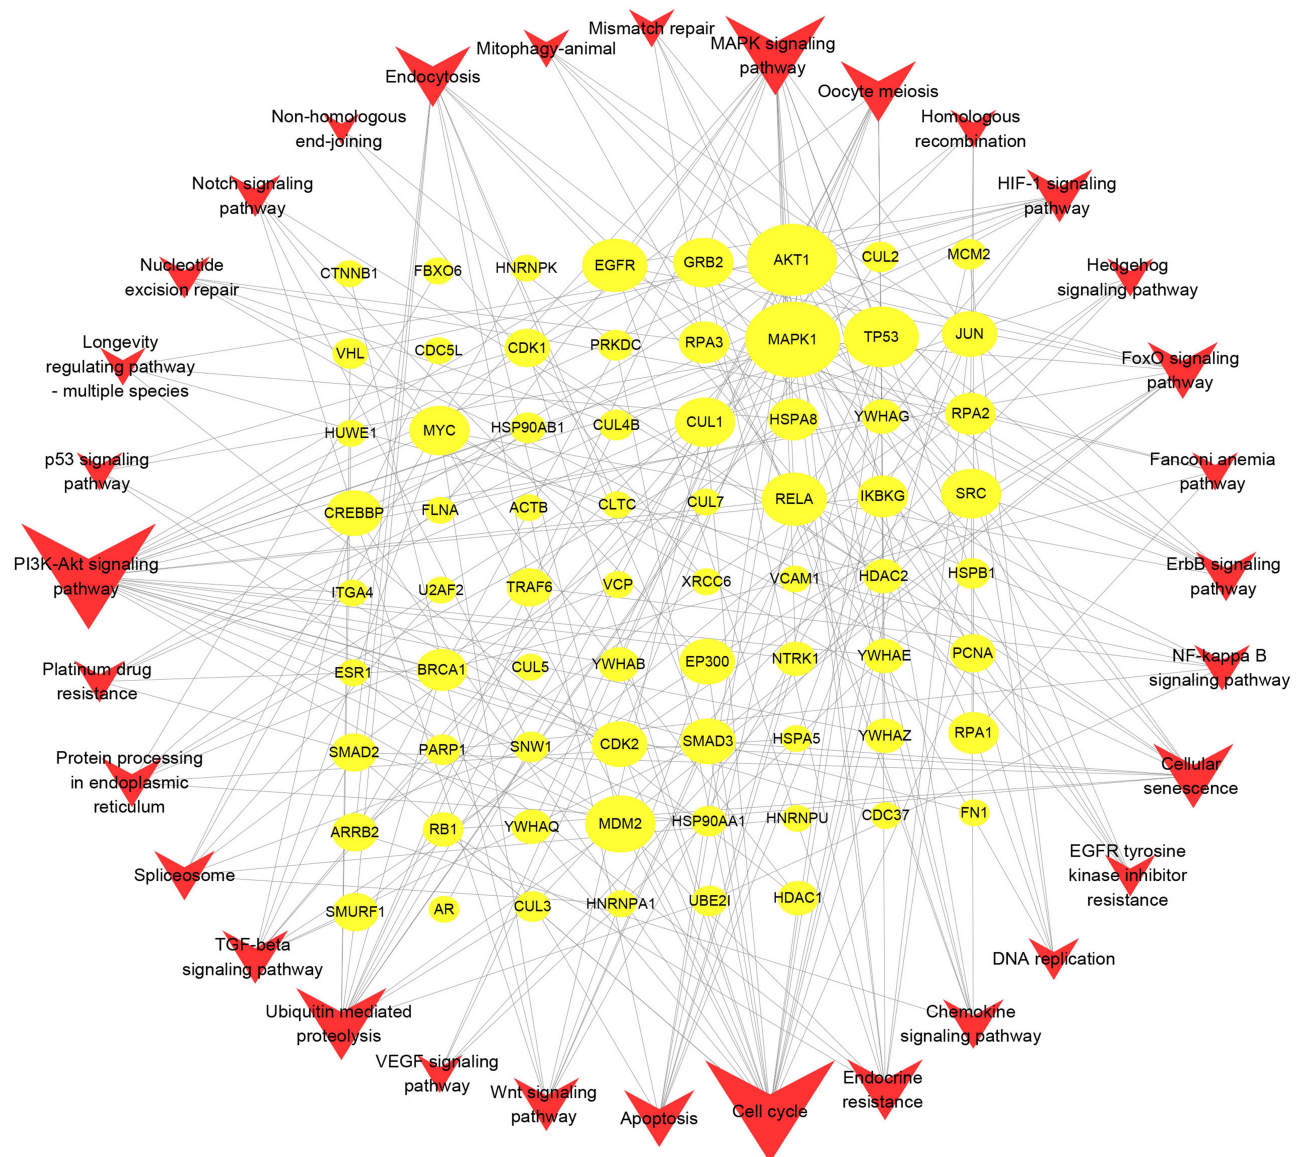 Mismatch repair
Mitophagy-animal
MAPK signaling
pathway
Endocytosis
Oocyte meiosis
Non-homologous
end-joining
Homologous
recombination
Notch signaling
pathway
HIF-1 signaling
pathway
Nucleotide
excision repair
Hedgehog
signaling pathway
Longevity
regulating pathway
- multiple species
FoxO signaling
pathway
p53 signaling
pathway
Fanconi anemia
pathway
PI3K-Akt signaling
pathway
ErbB signaling
pathway
Platinum drug
resistance
NF-kappa B
signaling pathway
Protein processing
in endoplasmic
reticulum
Cellular
senescence
Spliceosome
EGFR tyrosine
kinase inhibitor
resistance
TGF-beta
signaling pathway
DNA replication
Ubiquitin mediated
proteolysis
Chemokine
signaling pathway
VEGF signaling
pathway
Wnt signaling
pathway
Apoptosis
Cell cycle
Endocrine
resistance
CTNNB1
FBXO6
HNRNPK
EGFR
GRB2
AKT1
CUL2
MCM2
VHL
CDC5L
CDK1
PRKDC
RPA3
MAPK1
TP53
JUN
HUWE1
MYC
HSP90AB1
CUL4B
CUL1
HSPA8
YWHAG
RPA2
CREBBP
FLNA
ACTB
CLTC
CUL7
RELA
IKBKG
SRC
ITGA4
U2AF2
TRAF6
VCP
XRCC6
VCAM1
HDAC2
HSPB1
ESR1
BRCA1
CUL5
YWHAB
EP300
NTRK1
YWHAE
PCNA
SMAD2
PARP1
SNW1
CDK2
SMAD3
HSPA5
YWHAZ
RPA1
ARRB2
RB1
YWHAQ
MDM2
HSP90AA1
HNRNPU
CDC37
FN1
SMURF1
AR
CUL3
HNRNPA1
UBE2I
HDAC1